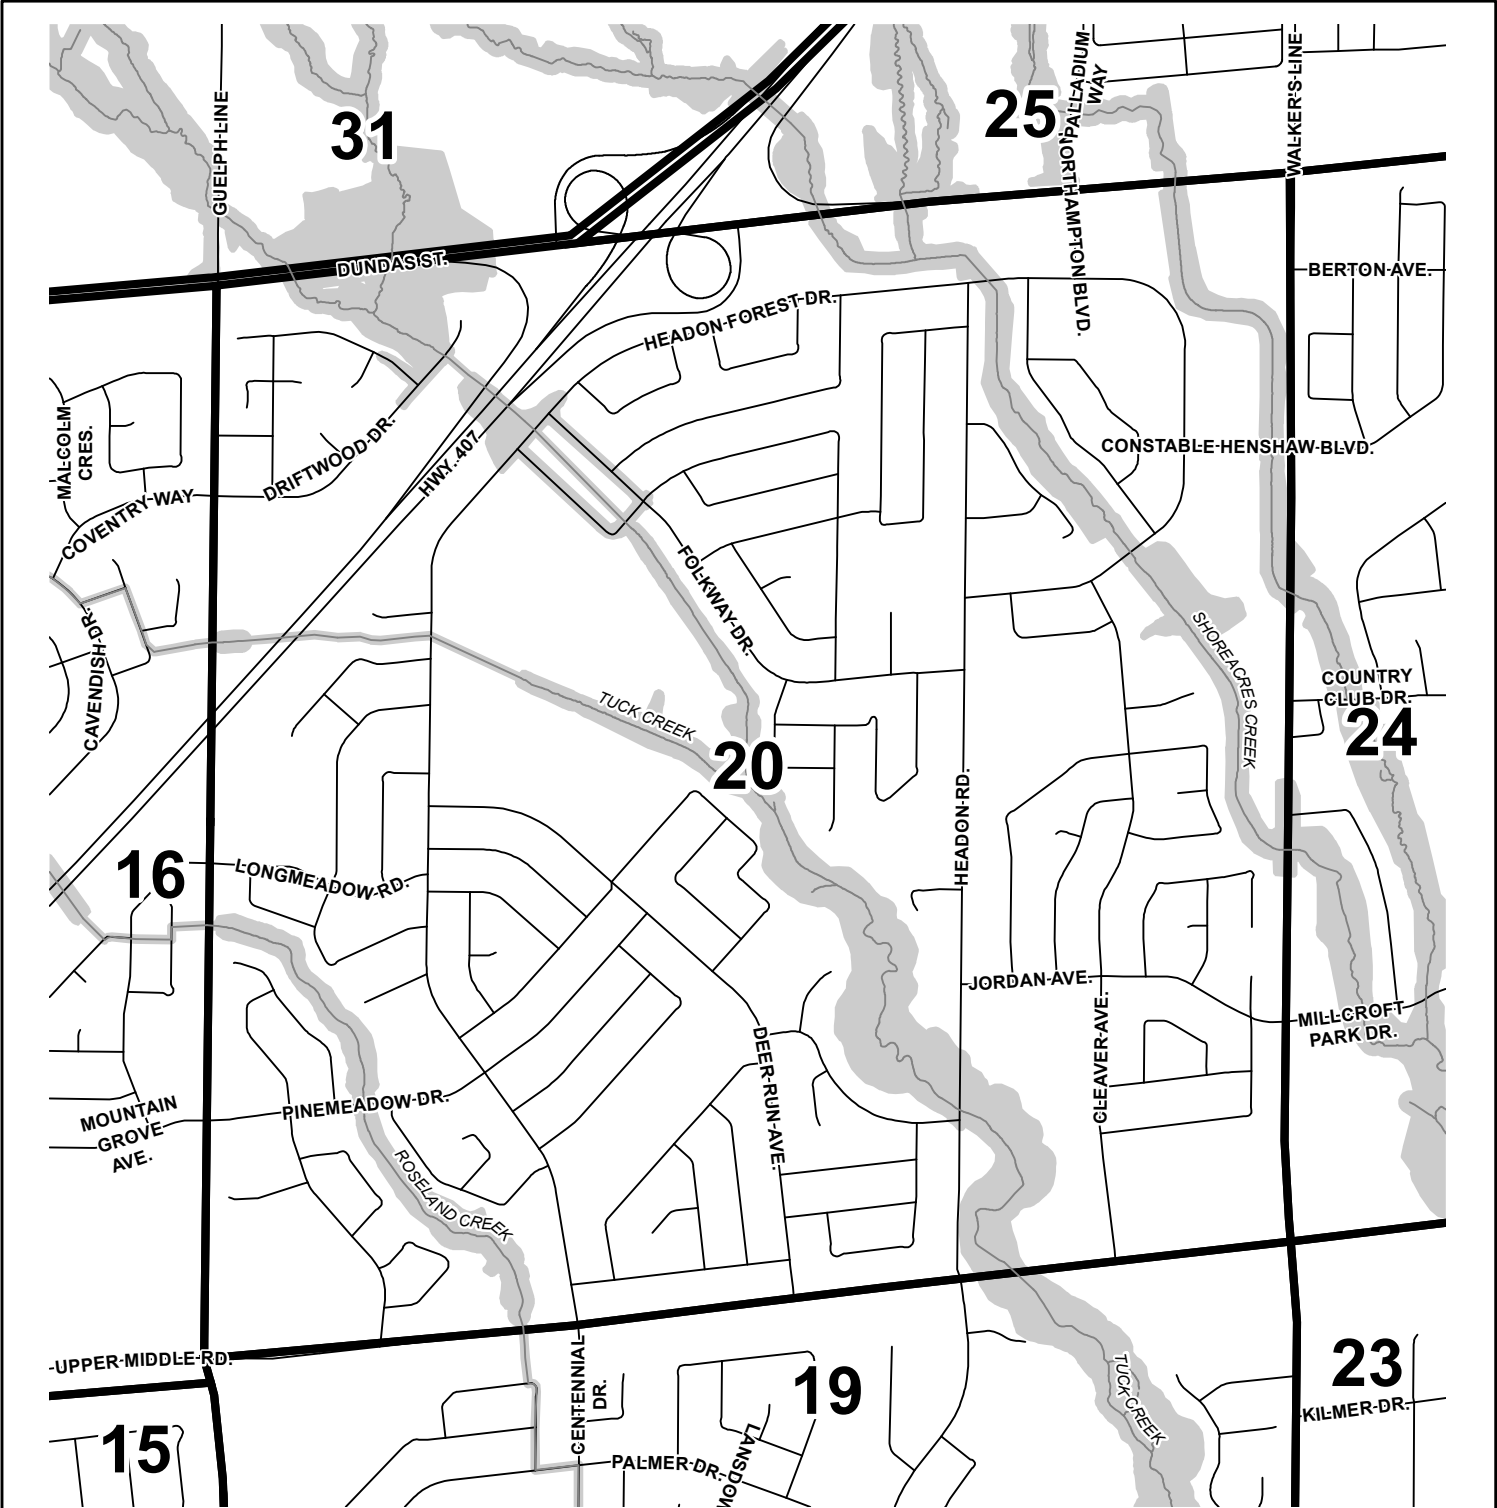 31
25
PALLADIUM
WAY
GUELPH LINE
WALKER'S LINE
NORTHAMPTON BLVD.
DUNDAS ST.
BERTON AVE.
HEADON FOREST DR.
MALCOLM
CRES.
COVENTRY WAY
DRIFTWOOD DR.
HWY. 407
CONSTABLE HENSHAW BLVD.
FOLKWAY DR.
CAVENDISH DR.
SHOREACRES CREEK
COUNTRY
CLUB DR.
24
TUCK CREEK
20
HEADON RD.
16
LONGMEADOW RD.
JORDAN AVE.
MILLCROFT
PARK DR.
CLEAVER AVE.
DEER RUN AVE.
MOUNTAIN
GROVE
AVE.
PINEMEADOW DR.
ROSELAND CREEK
UPPER MIDDLE RD.
CENTENNIAL
DR.
19
TUCK CREEK
23
KILMER DR.
15
PALMER DR.